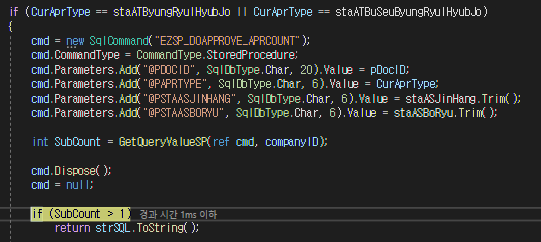 if (CurAprType == staATByungRyulHyubJo || CurAprType == staATBuSeuByungRyulHyubJo)
{
cmd = new SqlCommand("EZSP_DOAPPROVE_APRCOUNT");
cmd.CommandType = CommandType.StoredProcedure;
cmd.Parameters.Add("@PDOCID", SqlDbType.Char, 20).Value = pDocID;
cmd.Parameters.Add("@PAPRTYPE", SqlDbType.Char, 6).Value = CurAprType;
cmd.Parameters.Add("@PSTAASJINHANG", SqlDbType.Char, 6).Value = staASJinHang.Trim();
cmd.Parameters.Add("@PSTAASBORYU", SqlDbType.Char, 6).Value = staASBoRyu.Trim();
int SubCount = GetQueryValueSP(ref cmd, companyID);
cmd.Dispose();
cmd = null;
if (SubCount > 1) 경과 시간 1ms 이하
return strSQL.ToString();